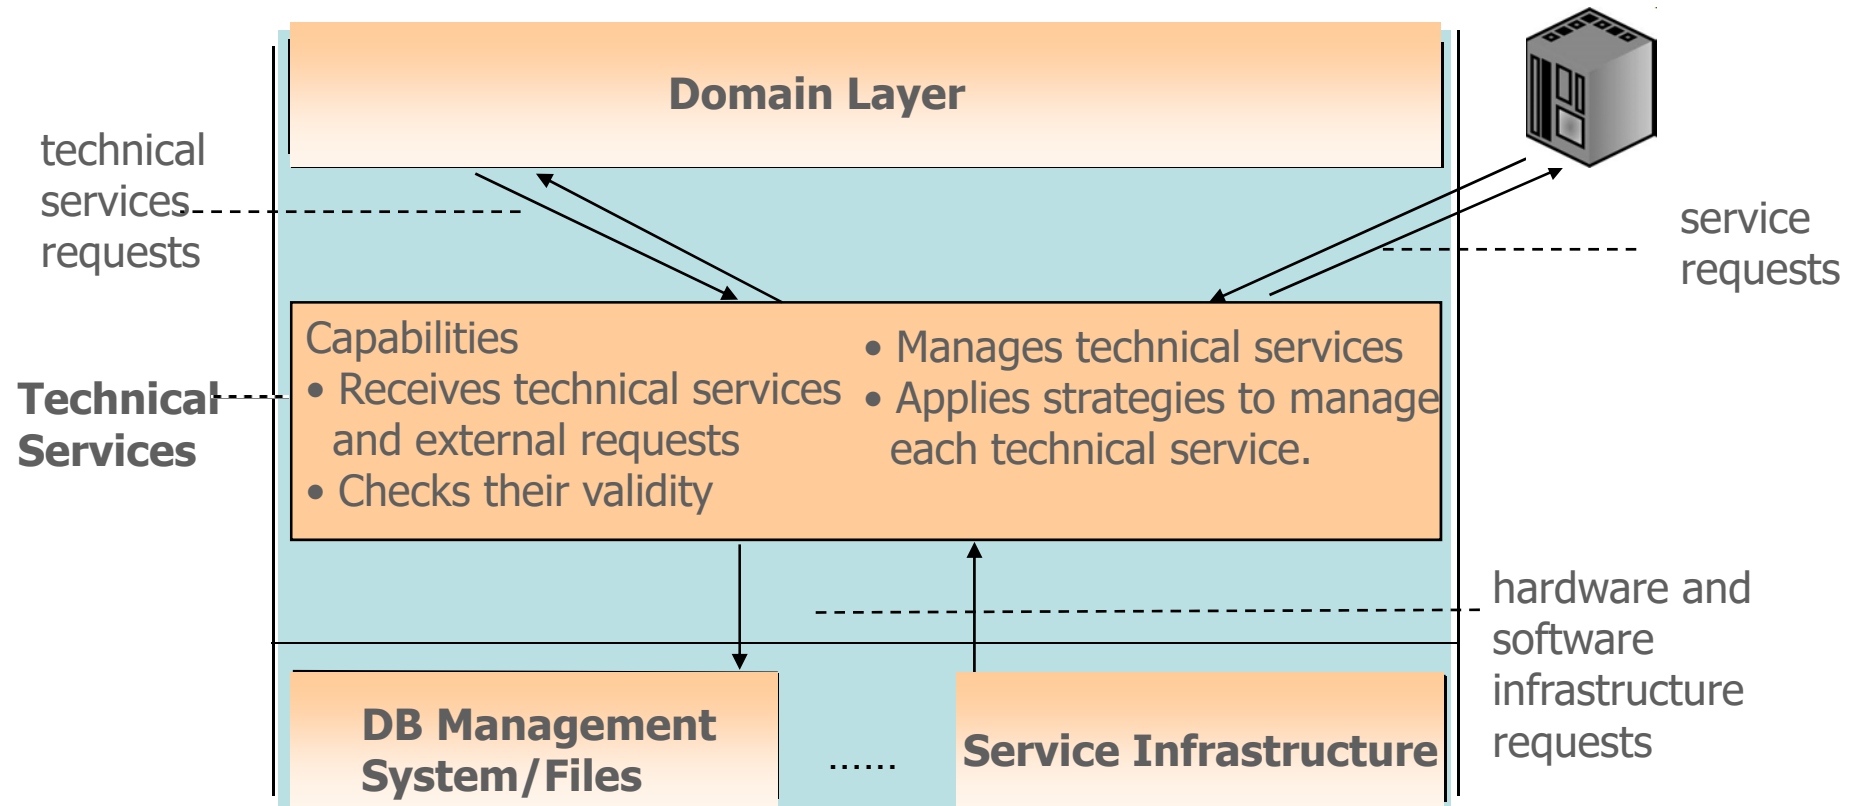 Domain Layer
technical
services
requests
service
requests
Capabilities
• Receives technical services
and external requests
• Checks their validity
• Manages technical services
• Applies strategies to manage
each technical service.
Technical
Services
hardware and
software
infrastructure
requests
DB Management
System/Files
......
Service Infrastructure